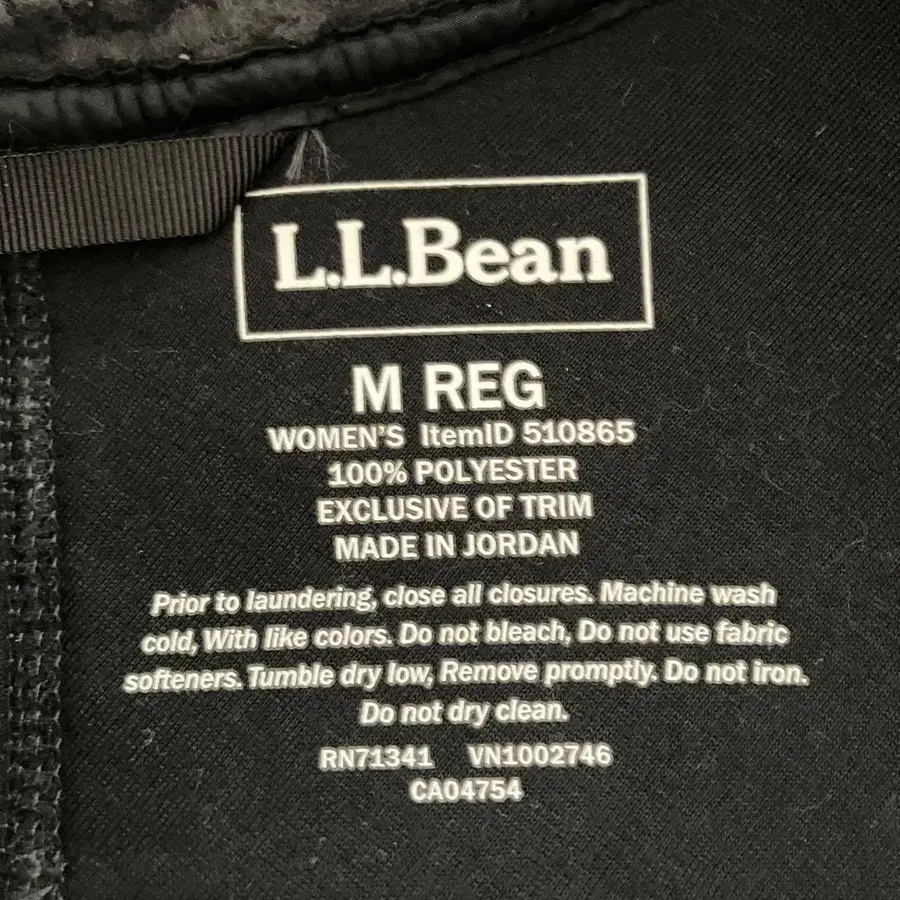 L.L.Bean
M REG
WOMEN'S ItemID 510865
100% POLYESTER
EXCLUSIVE OF TRIM
MADE IN JORDAN
Prior to laundering, close all closures. Machine wash
cold, With like colors. Do not bleach, Do not use fabric
softeners. Tumble dry low, Remove promptly. Do not iron.
Do not dry clean.
RN71341 VN1002746
CA04754